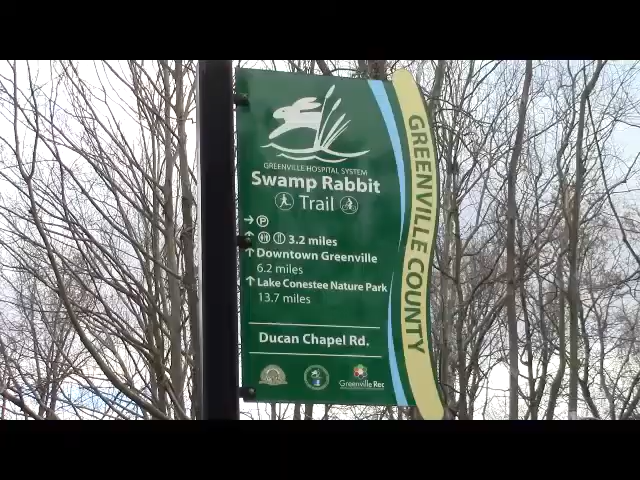 GREENVILLE HOSPITAL SYSTEM
Swamp Rabbit
Trail
P
3.2 miles
Downtown Greenville
6.2 miles
Lake Conestee Nature Park
13.7 miles
Ducan Chapel Rd.
Greenville Rec
GREENVILLE COUNTY